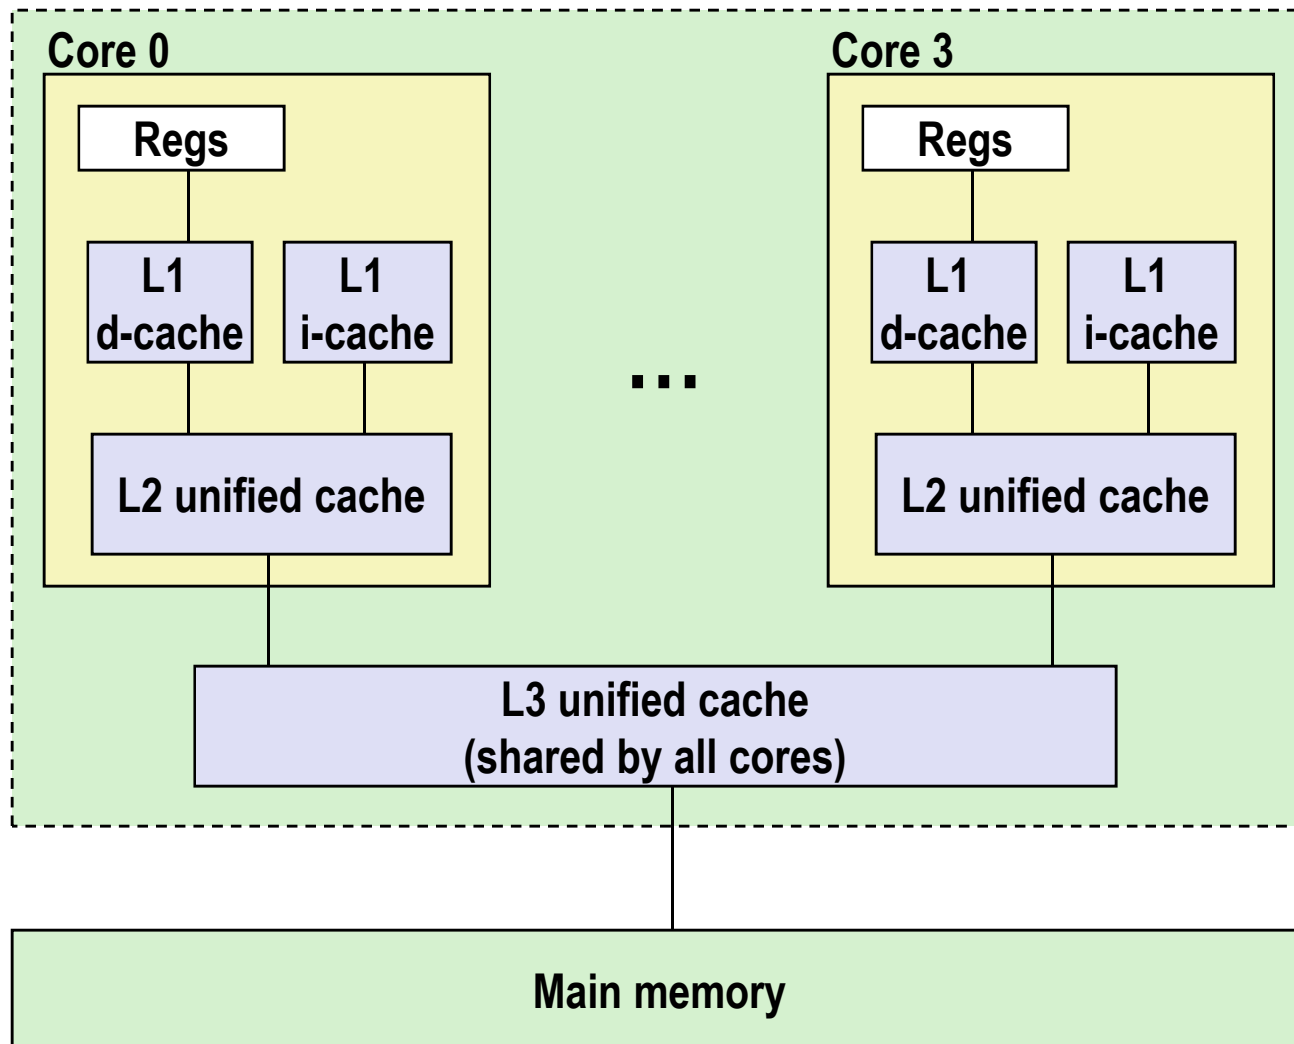 Core 0
Regs
L1
d-cache
L1
i-cache
L2 unified cache
...
Core 3
Regs
L1
d-cache
L1
i-cache
L2 unified cache
L3 unified cache
(shared by all cores)
Main memory